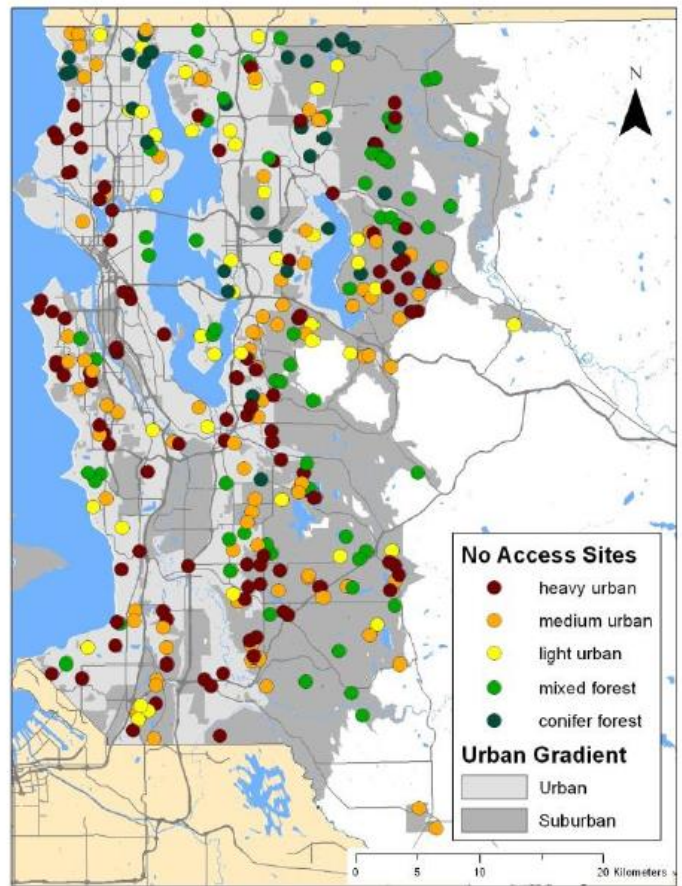 N
No Access Sites
heavy urban
medium urban
light urban
mixed forest
conifer forest
Urban Gradient
Urban
Suburban
0 5 10 20 Kilometers